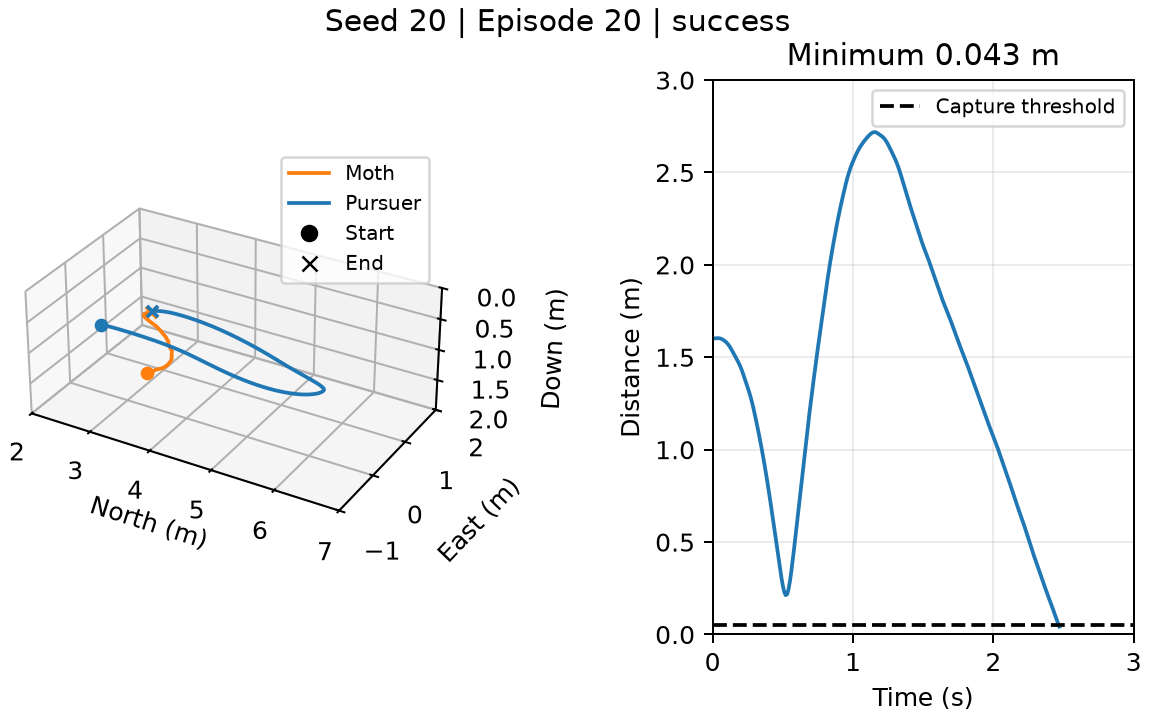 Seed 20 | Episode 20 | success
Moth
Pursuer
Start
End
0.0
0.5
1.0
1.5
2.0
Down (m)
2
3
4
5
6
7
North (m)
−1
0
1
2
East (m)
Minimum 0.043 m
Capture threshold
3.0
2.5
2.0
1.5
1.0
0.5
0.0
Distance (m)
0
1
2
3
Time (s)